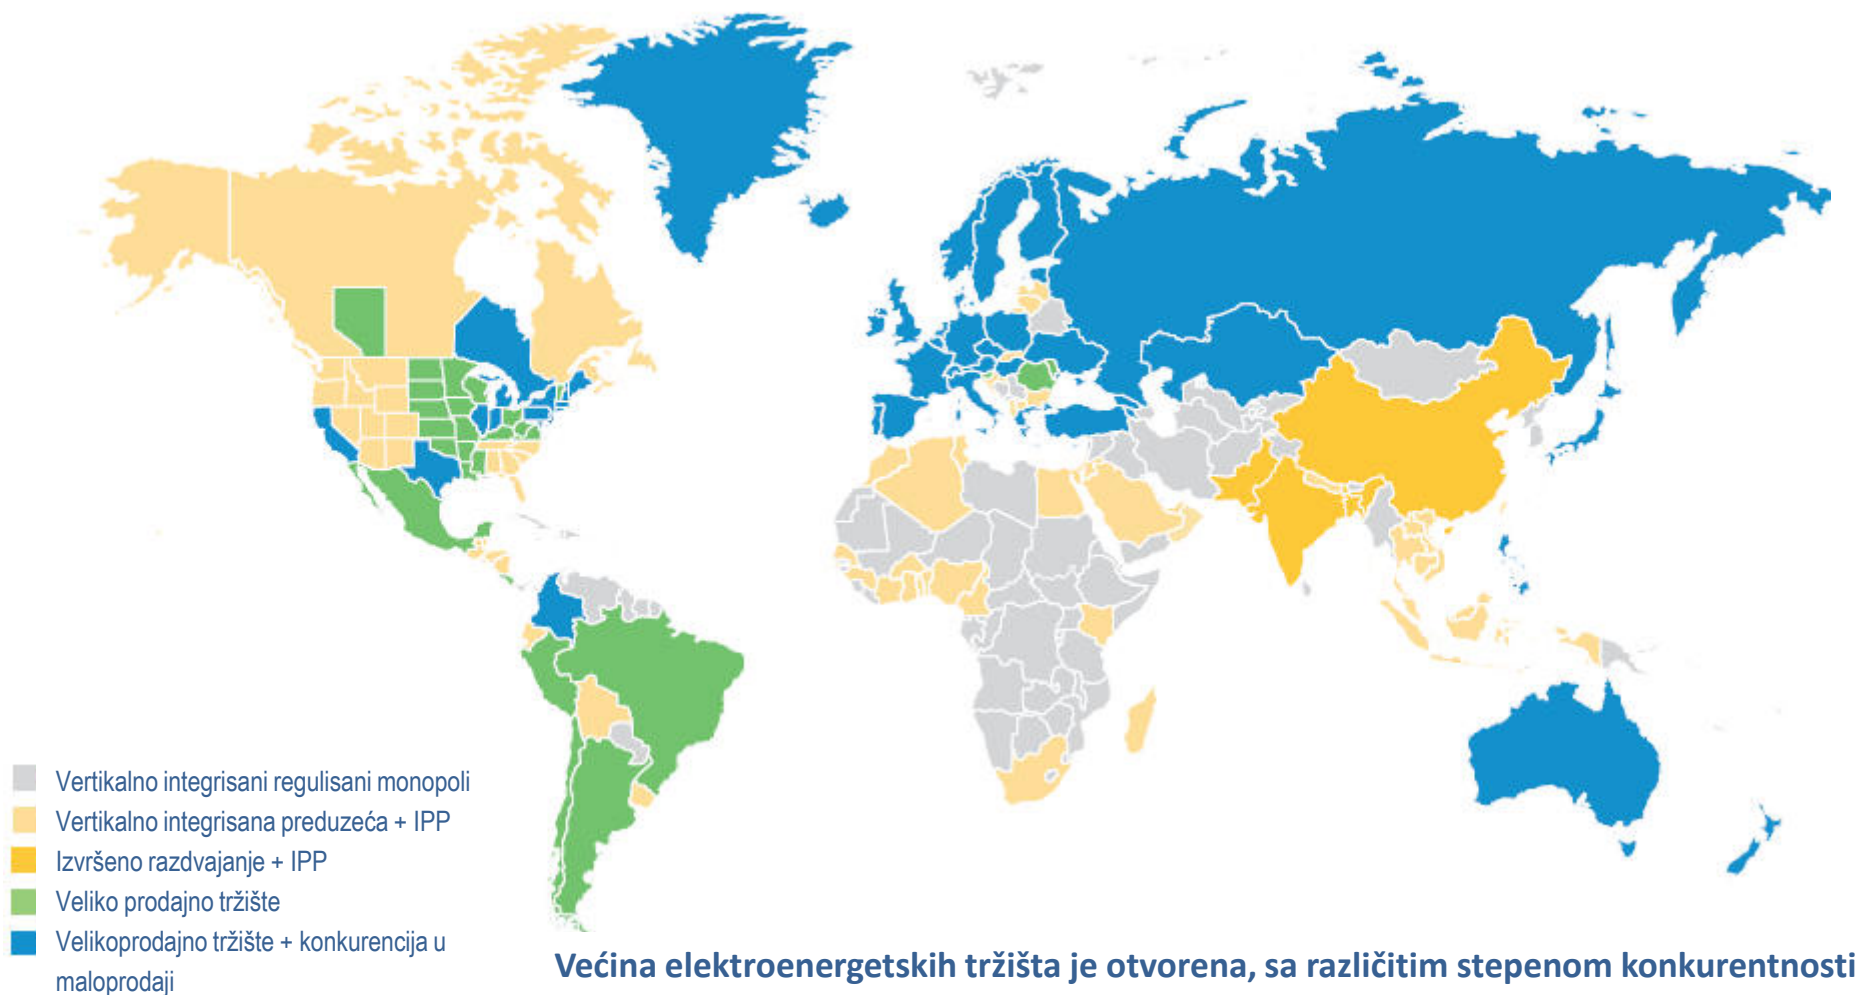 Vertikalno integrisani regulisani monopoli
Vertikalno integrisana preduzeća + IPP
Izvršeno razdvajanje + IPP
Veliko prodajno tržište
Velikoprodajno tržište + konkurencija u
maloprodaji
Većina elektroenergetskih tržišta je otvorena, sa različitim stepenom konkurentnosti